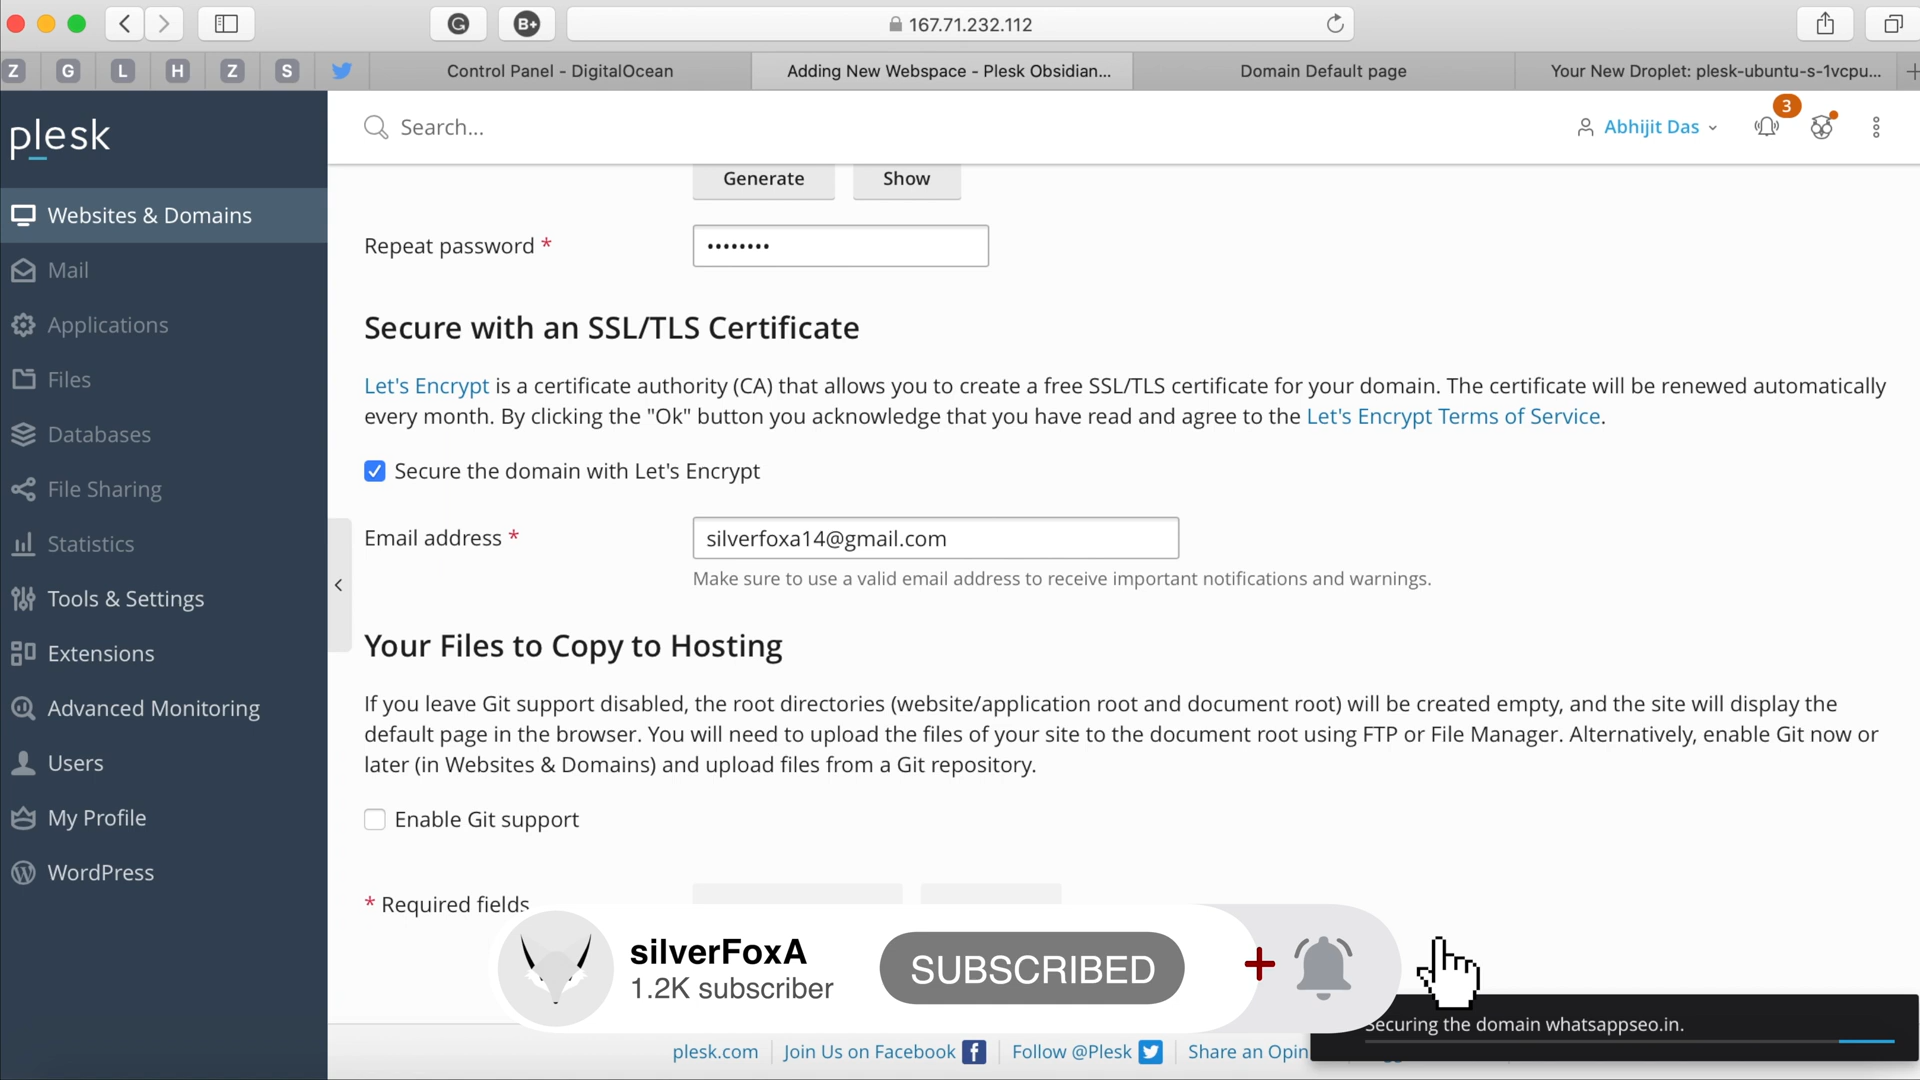 167.71.232.112
Z
G
L
H
Z
S
Control Panel - DigitalOcean
Adding New Webspace - Plesk Obsidian...
Domain Default page
Your New Droplet: plesk-ubuntu-s-1vcpu...
G
B+
plesk
Search...
Abhijit Das
3
Websites & Domains
Mail
Applications
Files
Databases
File Sharing
Statistics
Tools & Settings
Extensions
Advanced Monitoring
Users
My Profile
WordPress
Generate
Show
Repeat password *
••••••••
Secure with an SSL/TLS Certificate
Let's Encrypt is a certificate authority (CA) that allows you to create a free SSL/TLS certificate for your domain. The certificate will be renewed automatically
every month. By clicking the "Ok" button you acknowledge that you have read and agree to the Let's Encrypt Terms of Service.
Secure the domain with Let's Encrypt
Email address *
silverfoxa14@gmail.com
Make sure to use a valid email address to receive important notifications and warnings.
Your Files to Copy to Hosting
If you leave Git support disabled, the root directories (website/application root and document root) will be created empty, and the site will display the
default page in the browser. You will need to upload the files of your site to the document root using FTP or File Manager. Alternatively, enable Git now or
later (in Websites & Domains) and upload files from a Git repository.
Enable Git support
* Required fields
silverFoxA
1.2K subscriber
SUBSCRIBED
+
Securing the domain whatsappseo.in.
plesk.com
Join Us on Facebook
Follow @Plesk
Share an Opin